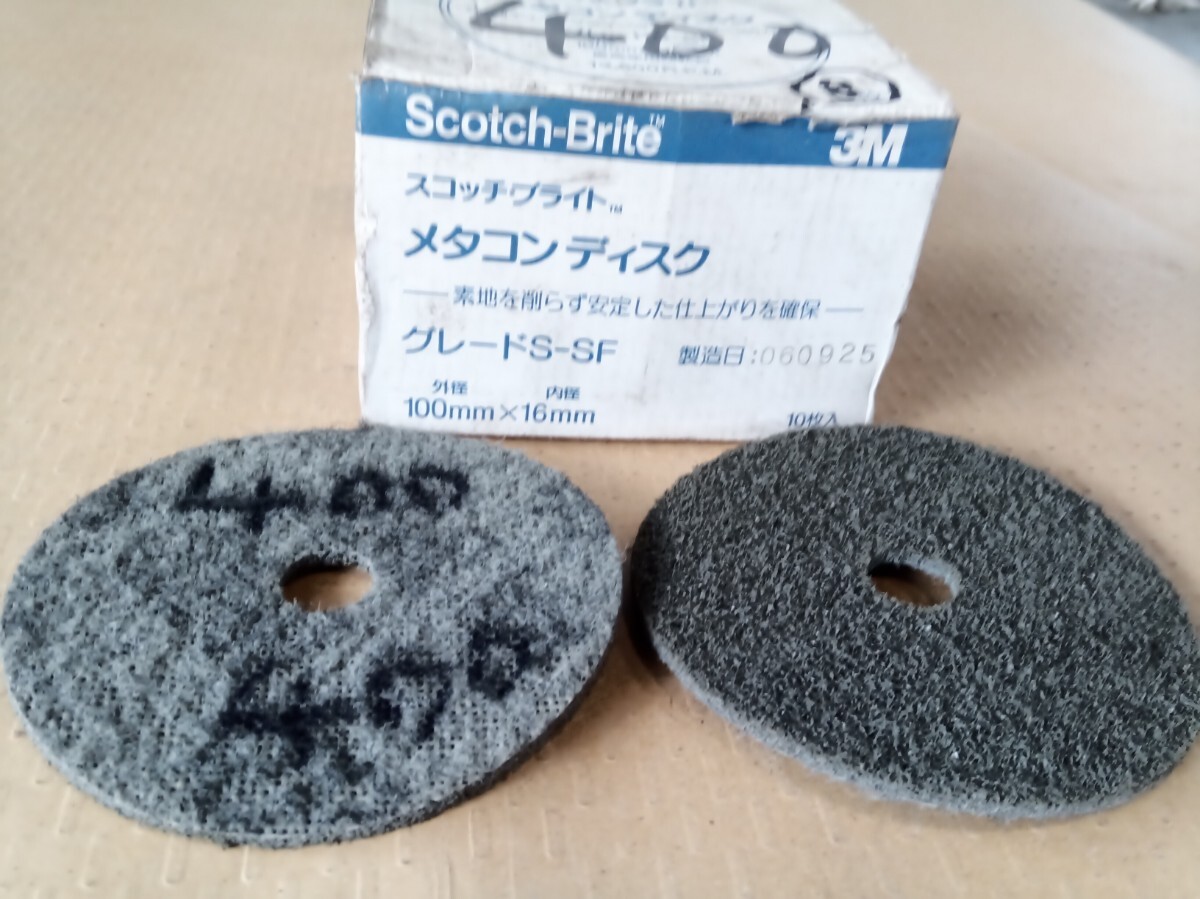 400
Scotch-Brite™ 3M
スコッチ・ブライト™
メタコン ディスク
素地を削らず安定した仕上がりを確保
グレードS-SF 製造日:060925
外径 内径
100mm×16mm 10枚入
400
400